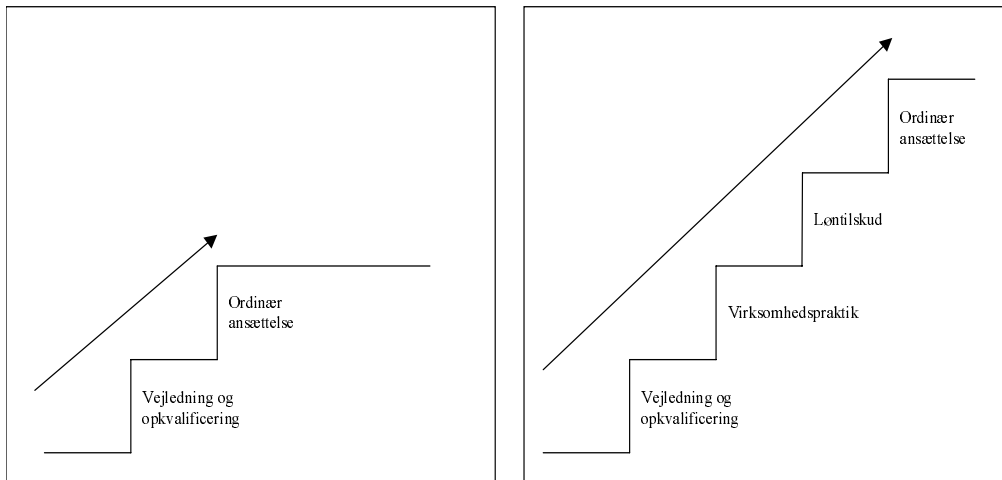 Ordinær
ansættelse
Vejledning og
opkvalificering
Ordinær
ansættelse
Løntilskud
Virksomhedspraktik
Vejledning og
opkvalificering